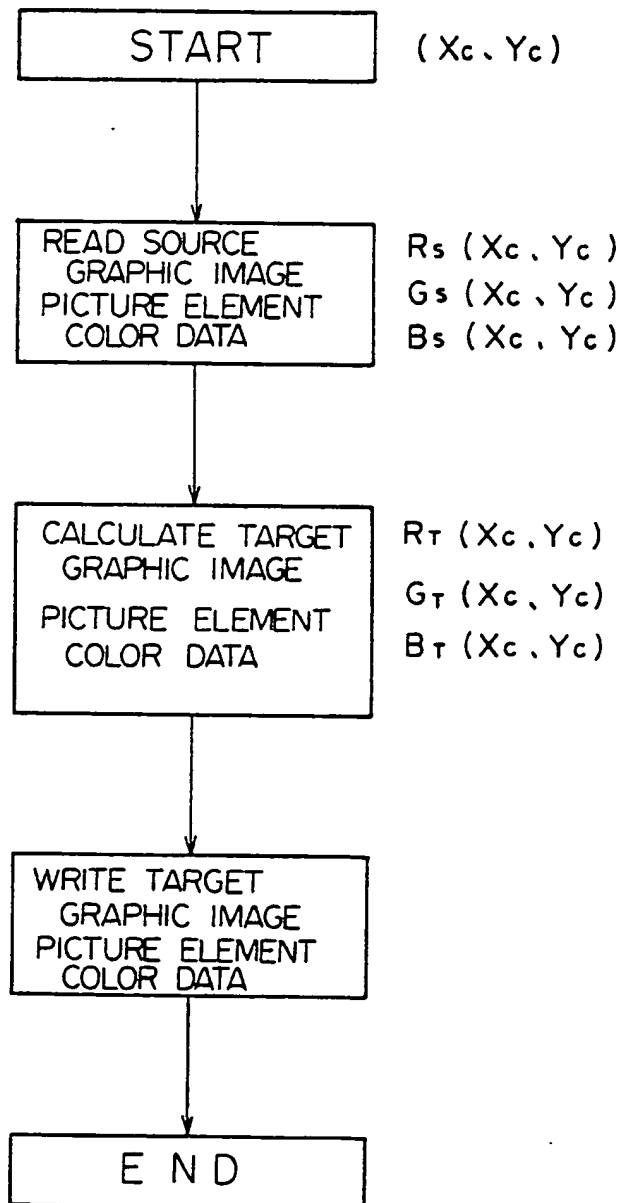 START (Xc、Yc)
READ SOURCE Rs (Xc、Yc)
GRAPHIC IMAGE Gs (Xc、Yc)
PICTURE ELEMENT
COLOR DATA Bs (Xc、Yc)
CALCULATE TARGET RT (Xc、Yc)
GRAPHIC IMAGE
GT (Xc、Yc)
PICTURE ELEMENT
COLOR DATA BT (Xc、Yc)
WRITE TARGET
GRAPHIC IMAGE
PICTURE ELEMENT
COLOR DATA
END